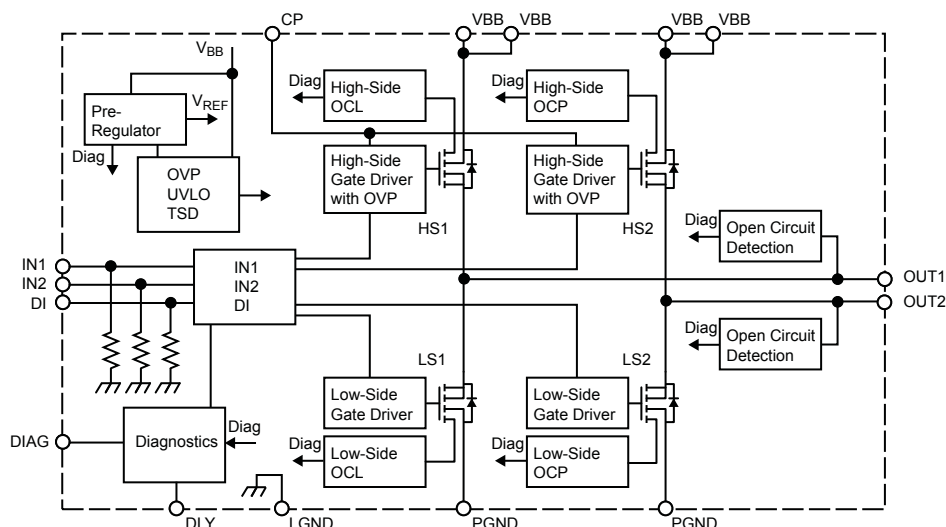 CP
VBB
VBB
VBB
VBB
VBB
Pre-
Regulator
VREF
Diag
OVP
UVLO
TSD
Diag
High-Side
OCL
Diag
High-Side
OCP
High-Side
Gate Driver
with OVP
High-Side
Gate Driver
with OVP
HS1
HS2
Diag
Open Circuit
Detection
IN1
IN2
DI
IN1
IN2
DI
OUT1
OUT2
Diag
Open Circuit
Detection
LS1
LS2
Low-Side
Gate Driver
Low-Side
Gate Driver
DIAG
Diagnostics
Diag
Diag
Low-Side
OCL
Diag
Low-Side
OCP
DLY
LGND
PGND
PGND